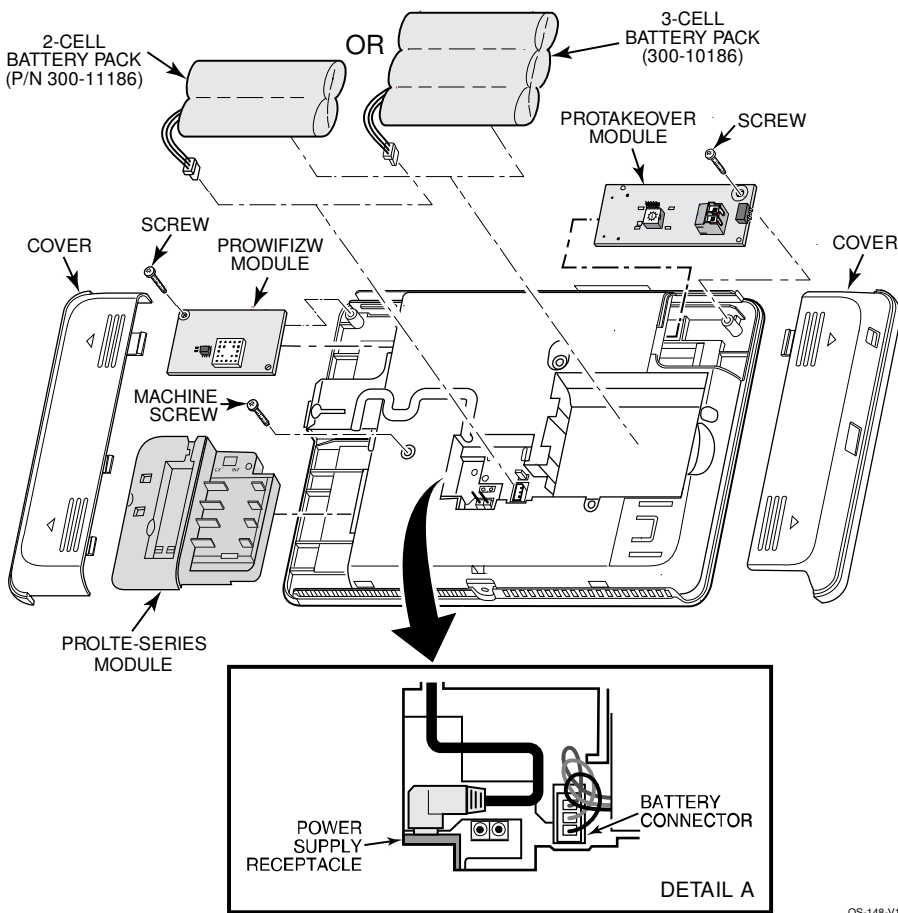 2-CELL
BATTERY PACK
(P/N 300-11186)
OR
3-CELL
BATTERY PACK
(300-10186)
PROTAKEOVER
MODULE
SCREW
SCREW
COVER
PROWIFIZW
MODULE
COVER
MACHINE
SCREW
PROLTE-SERIES
MODULE
POWER
SUPPLY
RECEPTACLE
BATTERY
CONNECTOR
DETAIL A